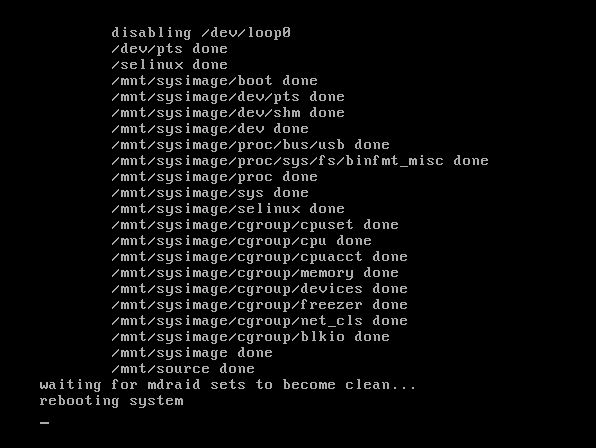 disabling /dev/loop0
/dev/pts done
/selinux done
/mnt/sysimage/boot done
/mnt/sysimage/dev/pts done
/mnt/sysimage/dev/shm done
/mnt/sysimage/dev done
/mnt/sysimage/proc/bus/usb done
/mnt/sysimage/proc/sys/fs/binfmt_misc done
/mnt/sysimage/proc done
/mnt/sysimage/sys done
/mnt/sysimage/selinux done
/mnt/sysimage/cgroup/cpuset done
/mnt/sysimage/cgroup/cpu done
/mnt/sysimage/cgroup/cpuacct done
/mnt/sysimage/cgroup/memory done
/mnt/sysimage/cgroup/devices done
/mnt/sysimage/cgroup/freezer done
/mnt/sysimage/cgroup/net_cls done
/mnt/sysimage/cgroup/blkio done
/mnt/sysimage done
/mnt/source done
waiting for mdraid sets to become clean...
rebooting system